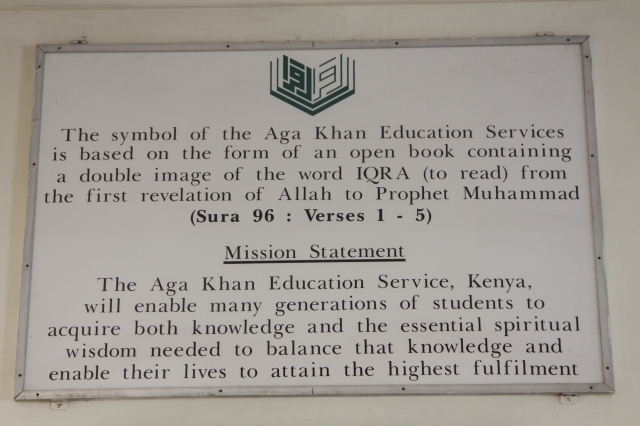 The symbol of the Aga Khan Education Services
is based on the form of an open book containing
a double image of the word IQRA (to read) from
the first revelation of Allah to Prophet Muhammad
(Sura 96 : Verses 1 - 5)
Mission Statement
The Aga Khan Education Service, Kenya,
will enable many generations of students to
acquire both knowledge and the essential spiritual
wisdom needed to balance that knowledge and
enable their lives to attain the highest fulfilment